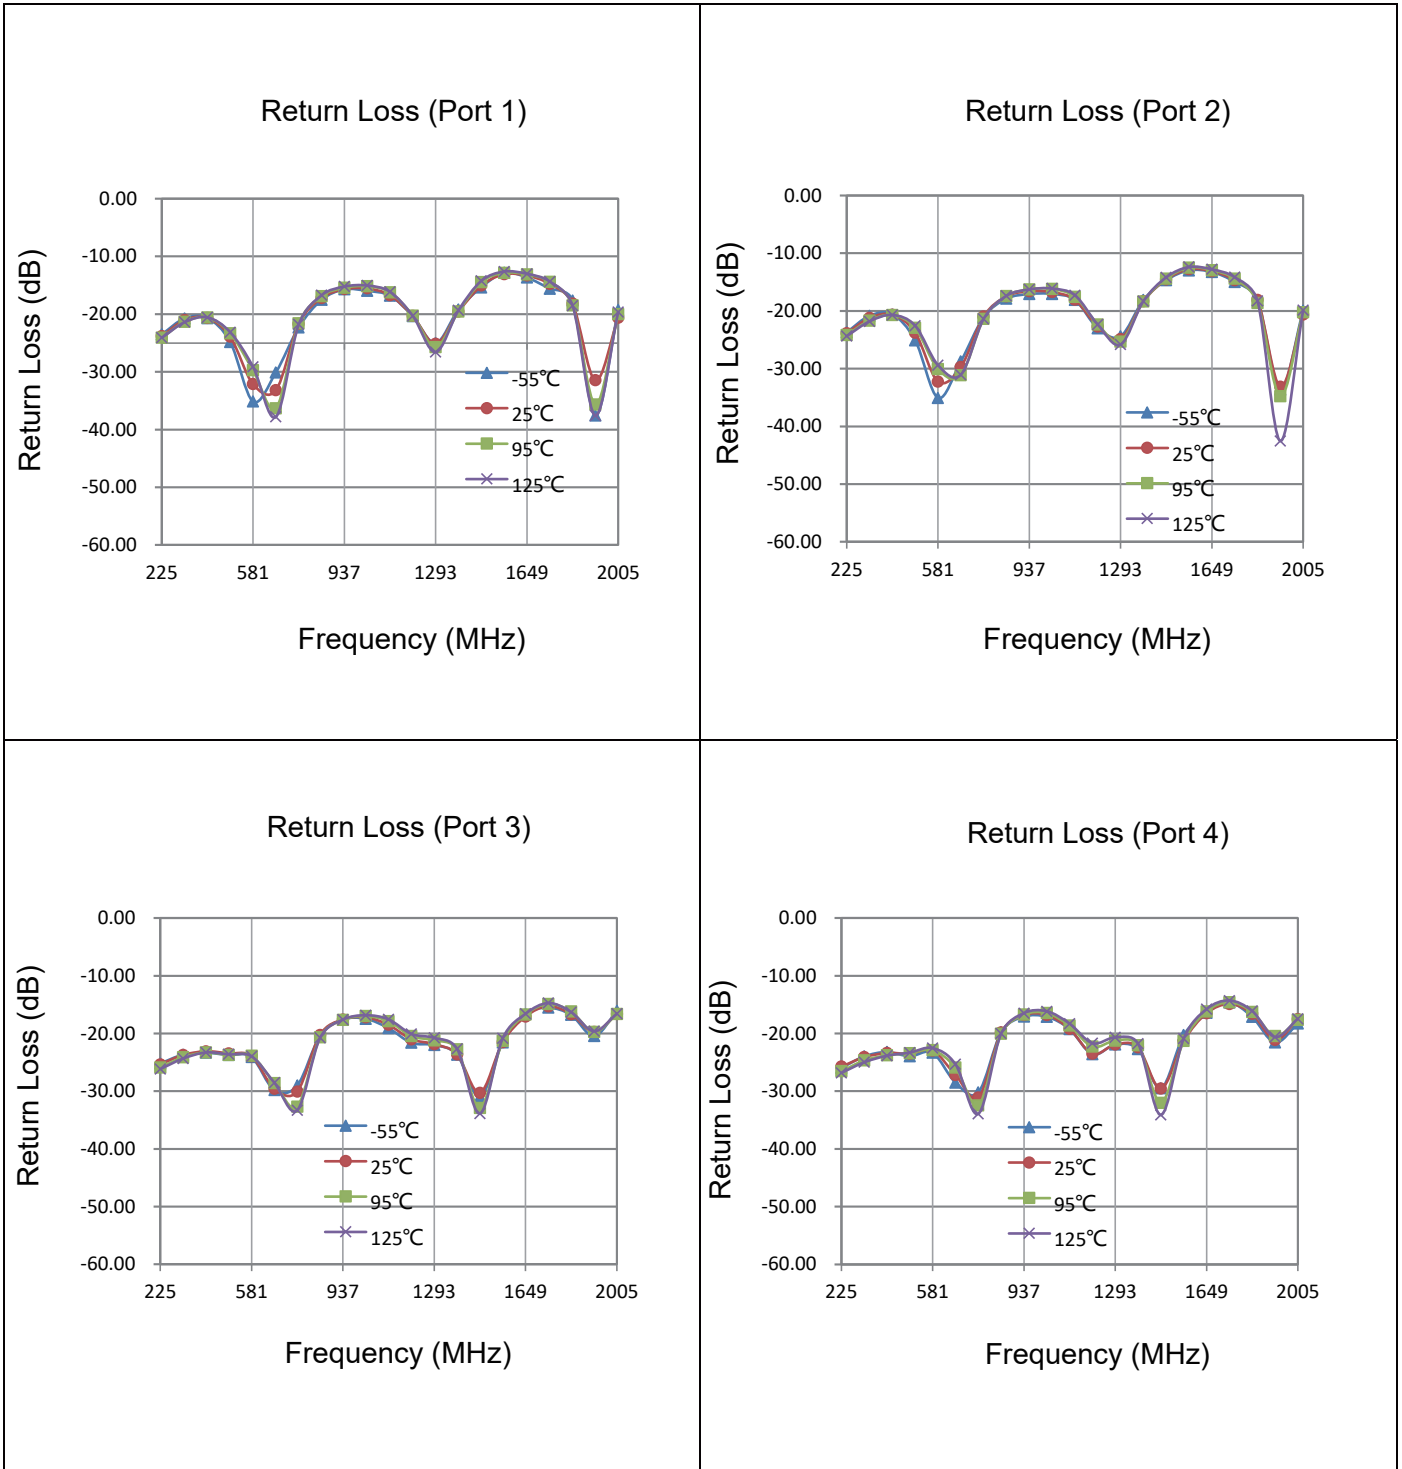 Return Loss (Port 1)
Return Loss (dB)
0.00
-10.00
-20.00
-30.00
-40.00
-50.00
-60.00
225 581 937 1293 1649 2005
-55℃
25℃
95℃
125℃
Frequency (MHz)
Return Loss (Port 2)
Return Loss (dB)
0.00
-10.00
-20.00
-30.00
-40.00
-50.00
-60.00
225 581 937 1293 1649 2005
-55℃
25℃
95℃
125℃
Frequency (MHz)
Return Loss (Port 3)
Return Loss (dB)
0.00
-10.00
-20.00
-30.00
-40.00
-50.00
-60.00
225 581 937 1293 1649 2005
-55℃
25℃
95℃
125℃
Frequency (MHz)
Return Loss (Port 4)
Return Loss (dB)
0.00
-10.00
-20.00
-30.00
-40.00
-50.00
-60.00
225 581 937 1293 1649 2005
-55℃
25℃
95℃
125℃
Frequency (MHz)